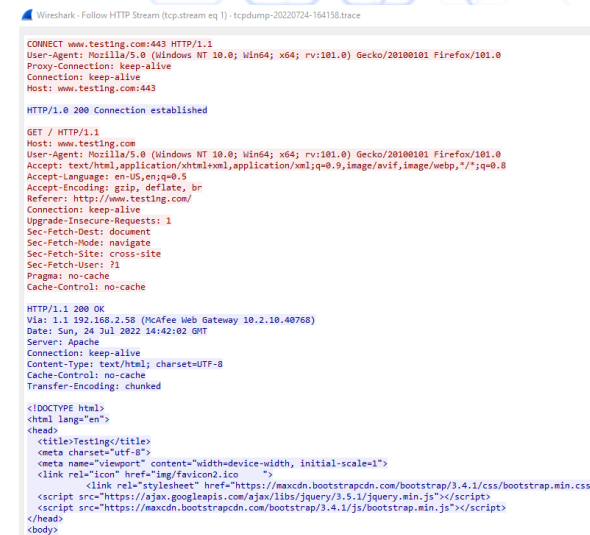 Wireshark · Follow HTTP Stream (tcp.stream eq 1) · tcpdump-20220724-164158.trace
CONNECT www.test1ng.com:443 HTTP/1.1
User-Agent: Mozilla/5.0 (Windows NT 10.0; Win64; x64; rv:101.0) Gecko/20100101 Firefox/101.0
Proxy-Connection: keep-alive
Connection: keep-alive
Host: www.test1ng.com:443
HTTP/1.0 200 Connection established
GET / HTTP/1.1
Host: www.test1ng.com
User-Agent: Mozilla/5.0 (Windows NT 10.0; Win64; x64; rv:101.0) Gecko/20100101 Firefox/101.0
Accept: text/html,application/xhtml+xml,application/xml;q=0.9,image/avif,image/webp,*/*;q=0.8
Accept-Language: en-US,en;q=0.5
Accept-Encoding: gzip, deflate, br
Referer: http://www.test1ng.com/
Connection: keep-alive
Upgrade-Insecure-Requests: 1
Sec-Fetch-Dest: document
Sec-Fetch-Mode: navigate
Sec-Fetch-Site: cross-site
Sec-Fetch-User: ?1
Pragma: no-cache
Cache-Control: no-cache
HTTP/1.1 200 OK
Via: 1.1 192.168.2.58 (McAfee Web Gateway 10.2.10.40768)
Date: Sun, 24 Jul 2022 14:42:02 GMT
Server: Apache
Connection: keep-alive
Content-Type: text/html; charset=UTF-8
Cache-Control: no-cache
Transfer-Encoding: chunked
<!DOCTYPE html>
<html lang="en">
<head>
<title>Test1ng</title>
<meta charset="utf-8">
<meta name="viewport" content="width=device-width, initial-scale=1">
<link rel="icon" href="img/favicon2.ico     ">
<link rel="stylesheet" href="https://maxcdn.bootstrapcdn.com/bootstrap/3.4.1/css/bootstrap.min.css
<script src="https://ajax.googleapis.com/ajax/libs/jquery/3.5.1/jquery.min.js"></script>
<script src="https://maxcdn.bootstrapcdn.com/bootstrap/3.4.1/js/bootstrap.min.js"></script>
</head>
<body>